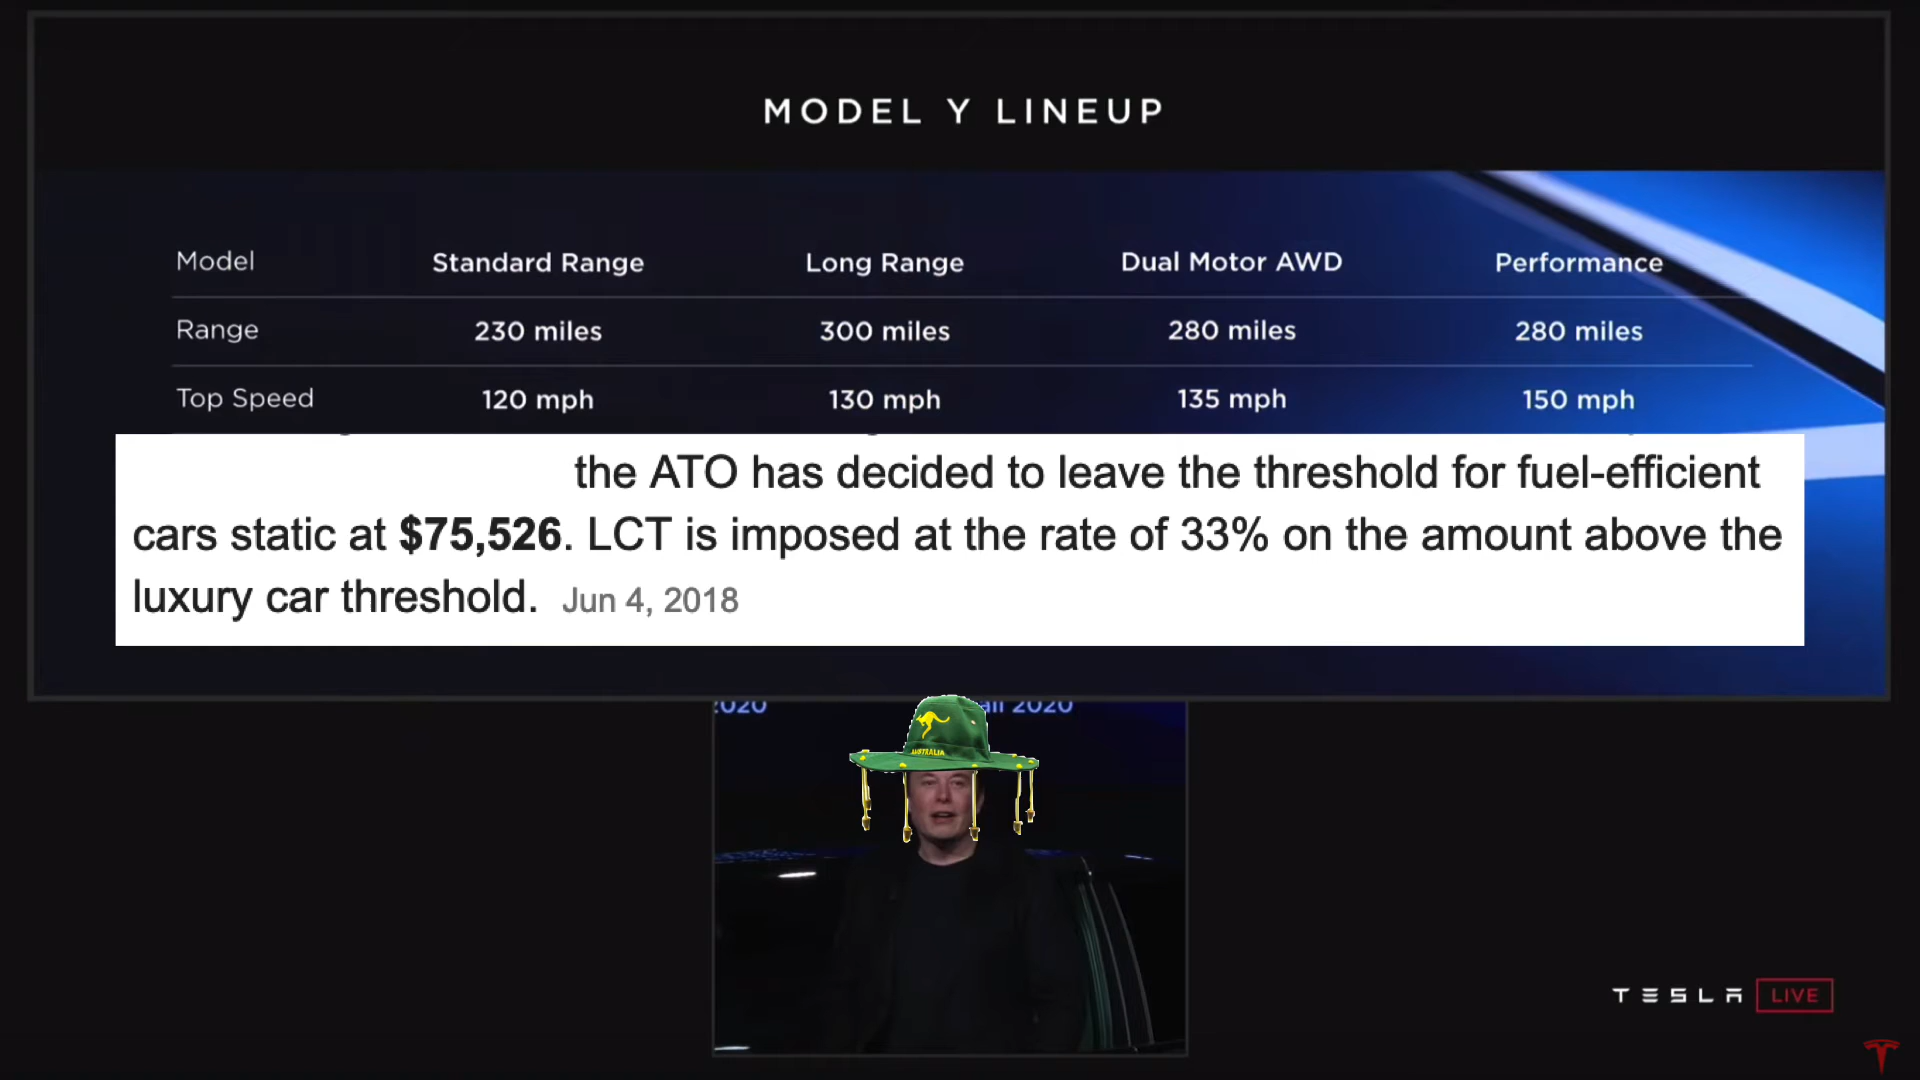 MODEL Y LINEUP
Model Standard Range Long Range Dual Motor AWD Performance
Range 230 miles 300 miles 280 miles 280 miles
Top Speed 120 mph 130 mph 135 mph 150 mph
the ATO has decided to leave the threshold for fuel-efficient
cars static at $75,526. LCT is imposed at the rate of 33% on the amount above the
luxury car threshold. Jun 4, 2018
2020
AUSTRALIA
TESLA LIVE